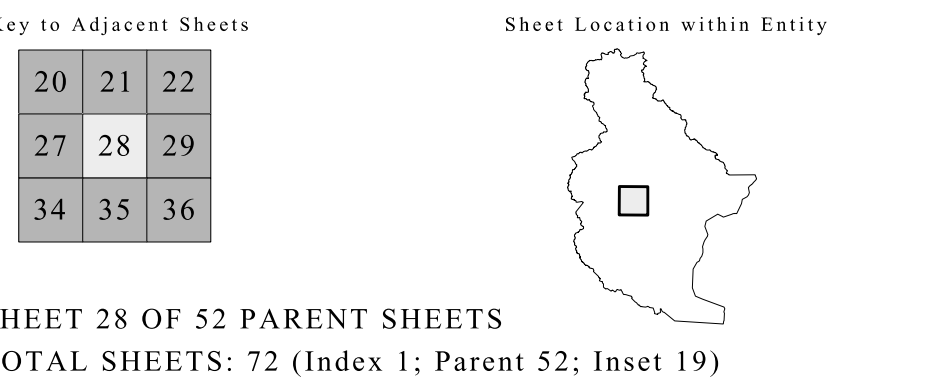 Key to Adjacent Sheets
Sheet Location within Entity
20 21 22
27 28 29
34 35 36
HEET 28 OF 52 PARENT SHEETS
OTAL SHEETS: 72 (Index 1; Parent 52; Inset 19)